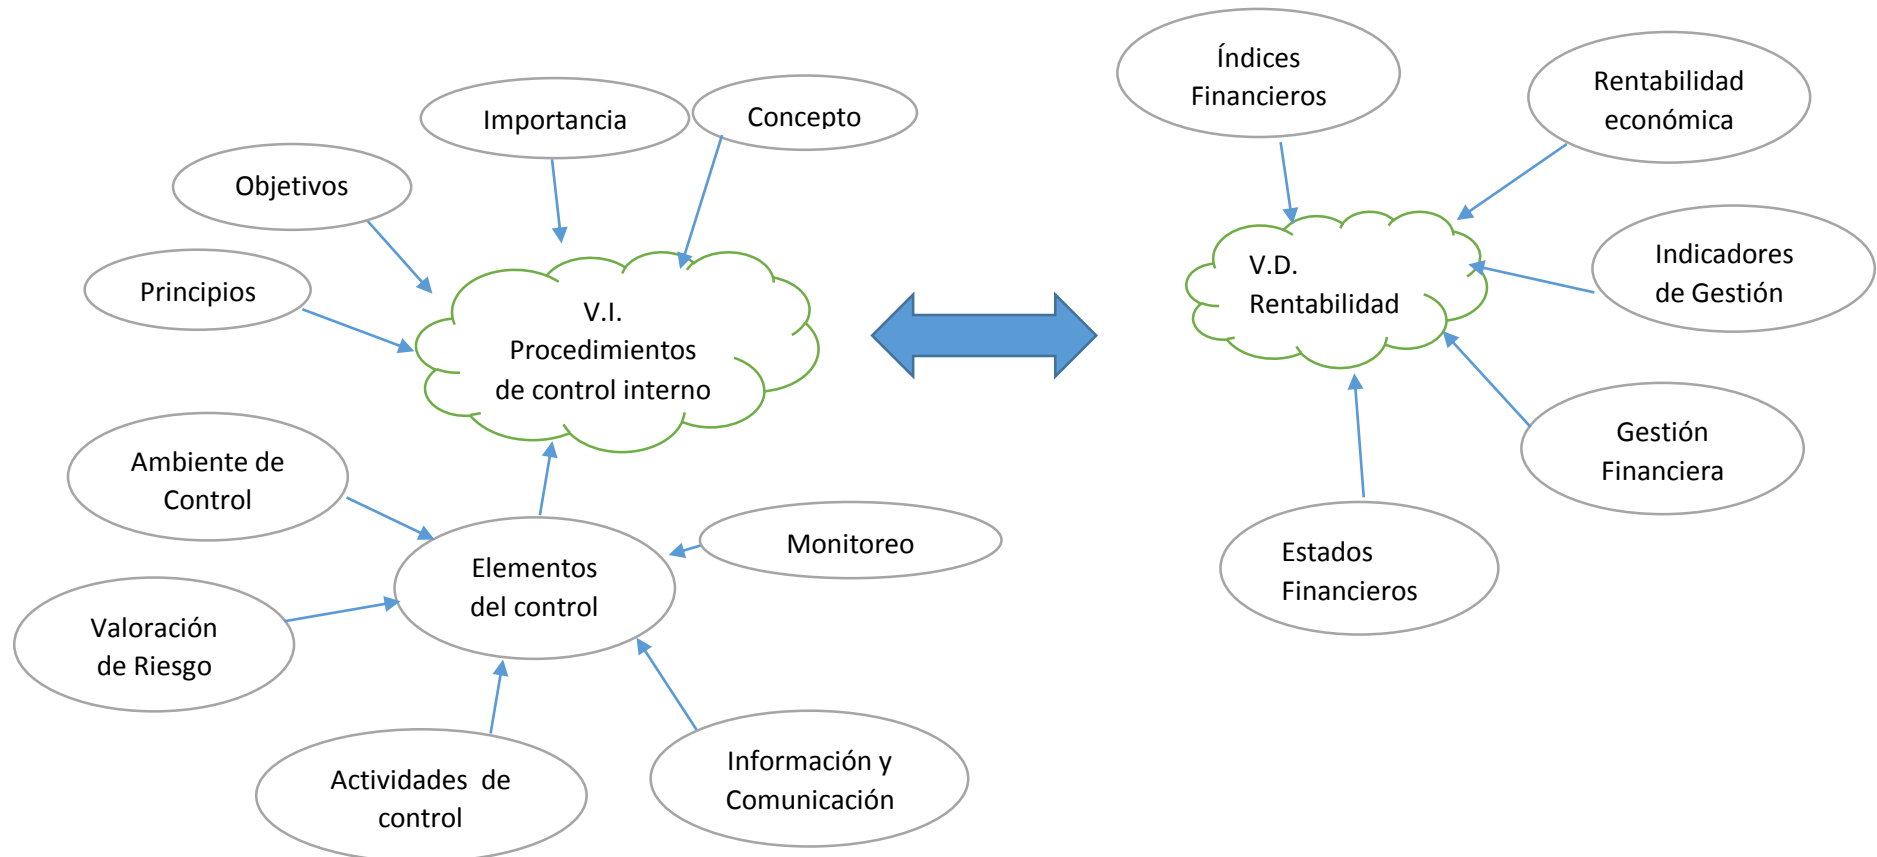 Índices
Financieros
Rentabilidad
económica
Importancia
Concepto
Objetivos
Principios
V.I.
Procedimientos
de control interno
V.D.
Rentabilidad
Indicadores
de Gestión
Gestión
Financiera
Ambiente de
Control
Elementos
del control
Monitoreo
Estados
Financieros
Valoración
de Riesgo
Actividades  de
control
Información y
Comunicación